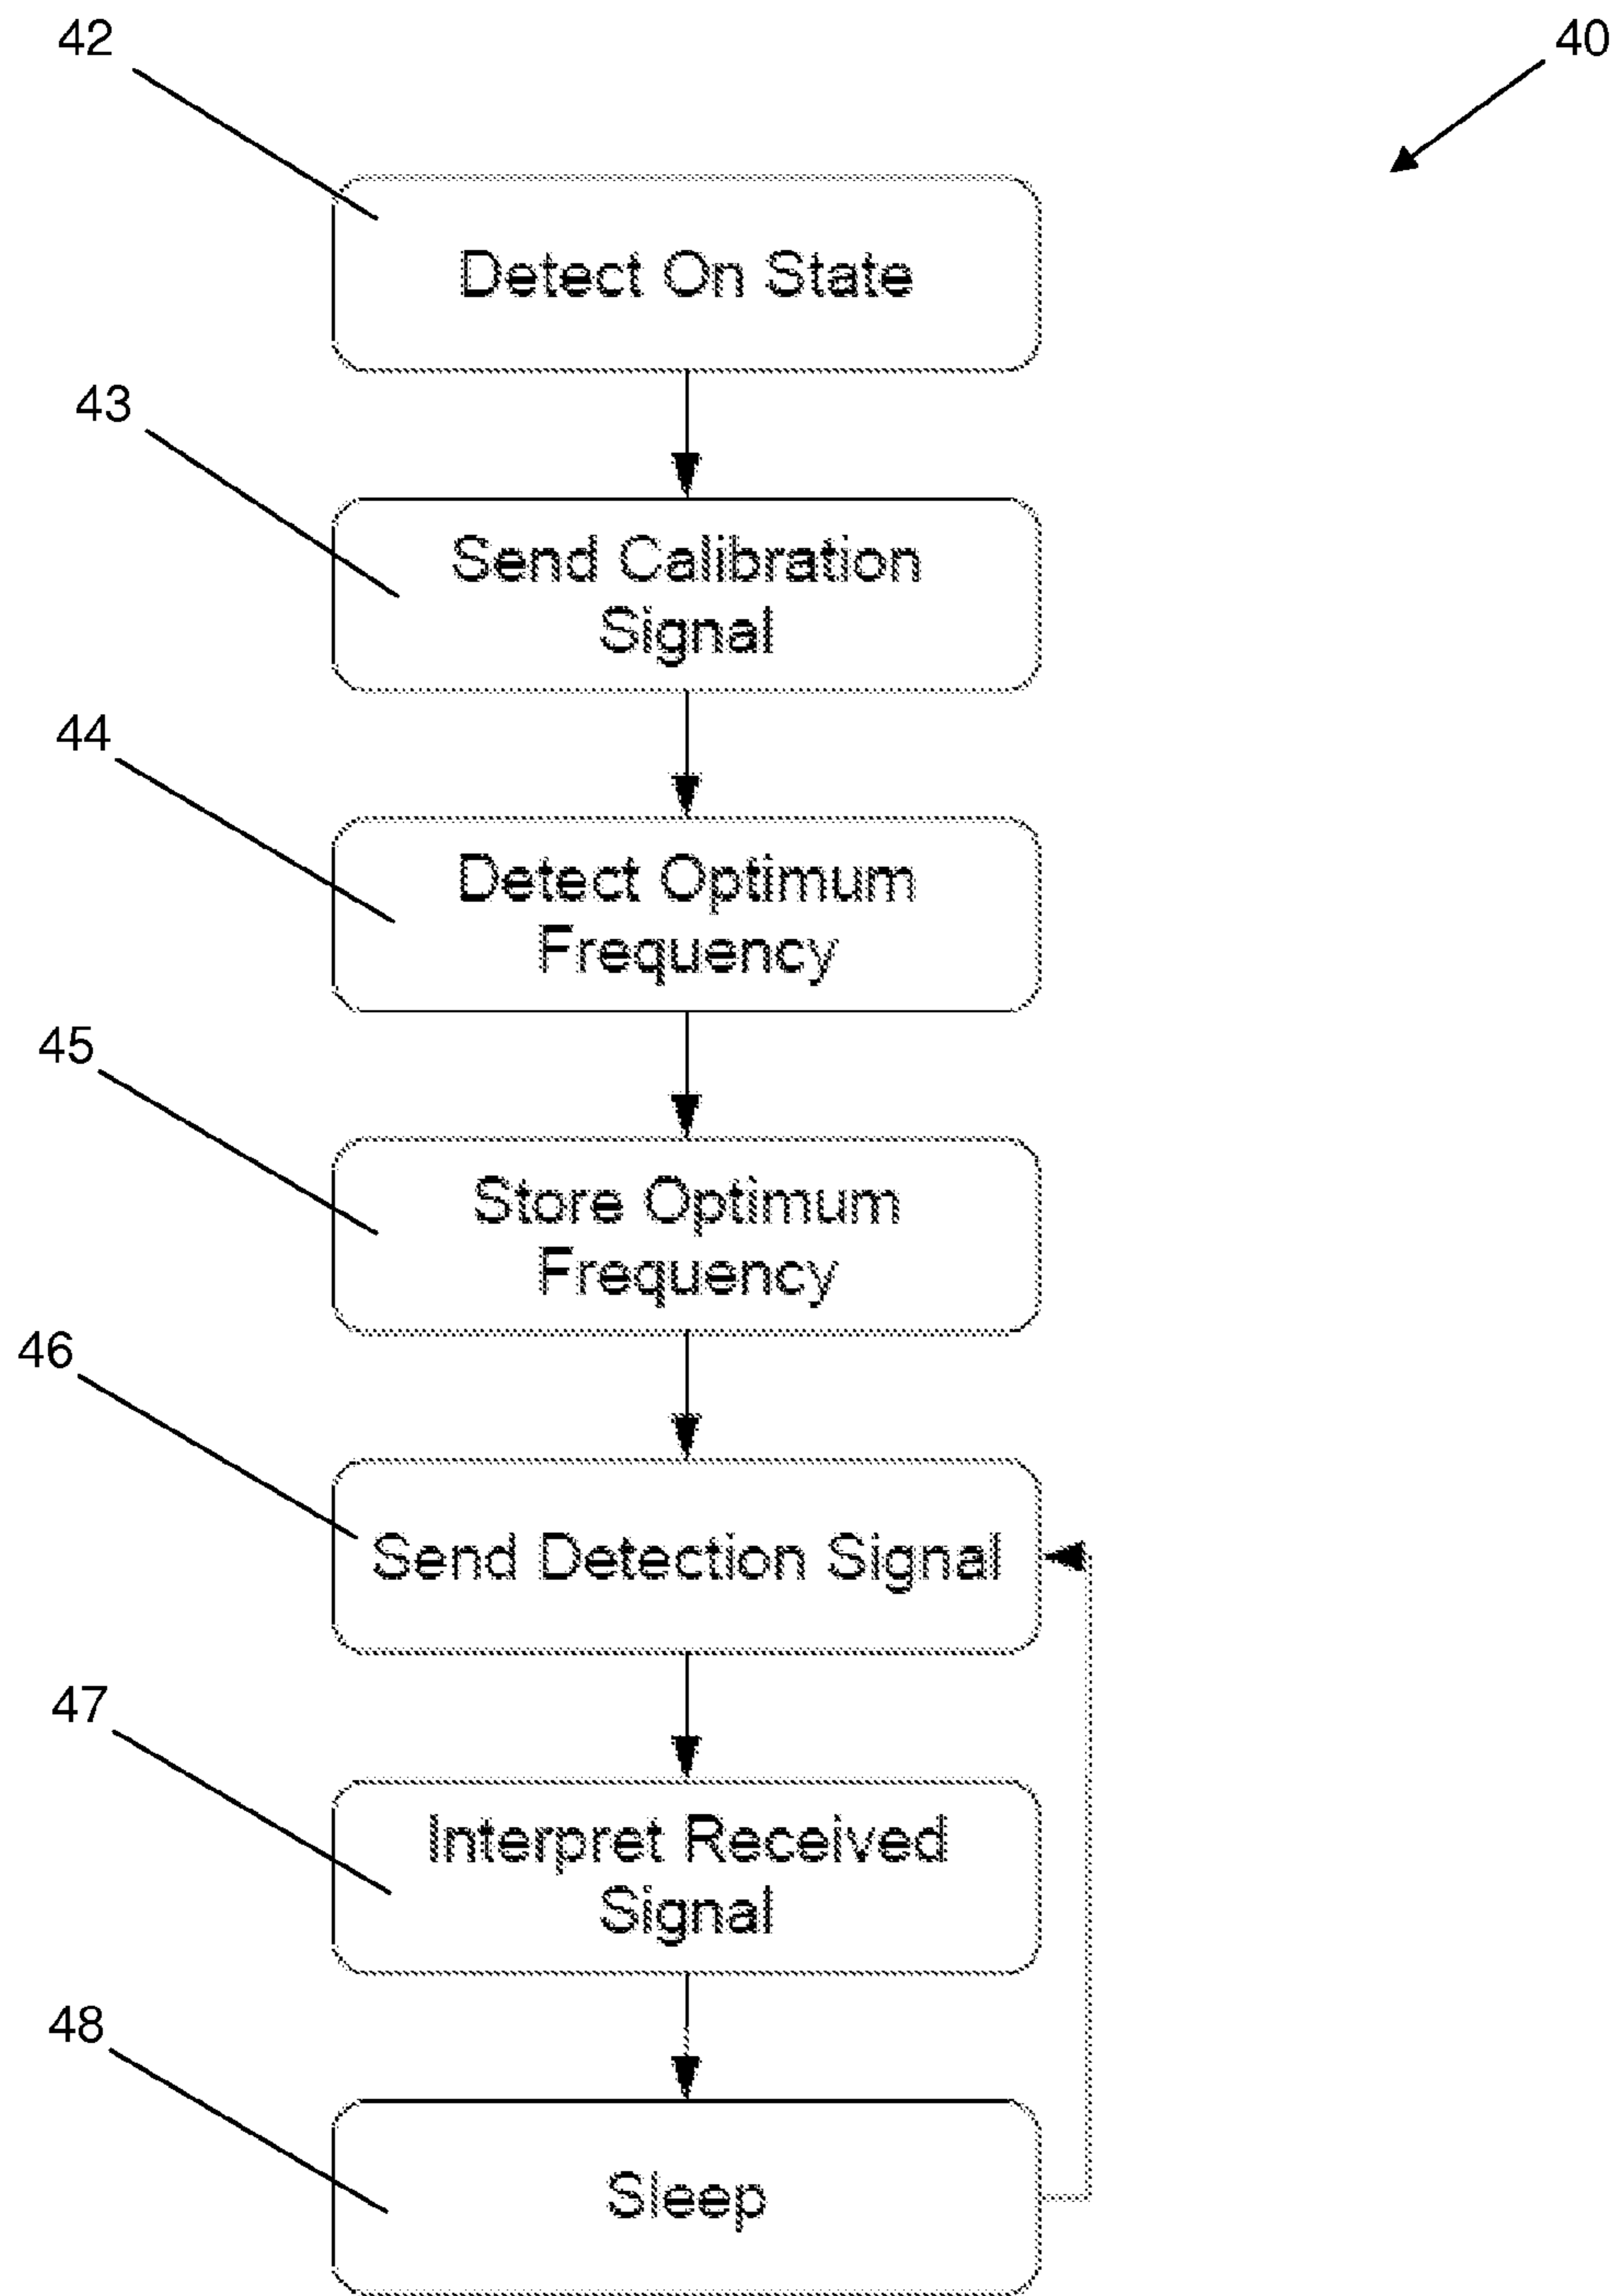 42
40
Detect On State
43
Send Calibration
Signal
44
Detect Optimum
Frequency
45
Store Optimum
Frequency
46
Send Detection Signal
47
Interpret Received
Signal
48
Sleep